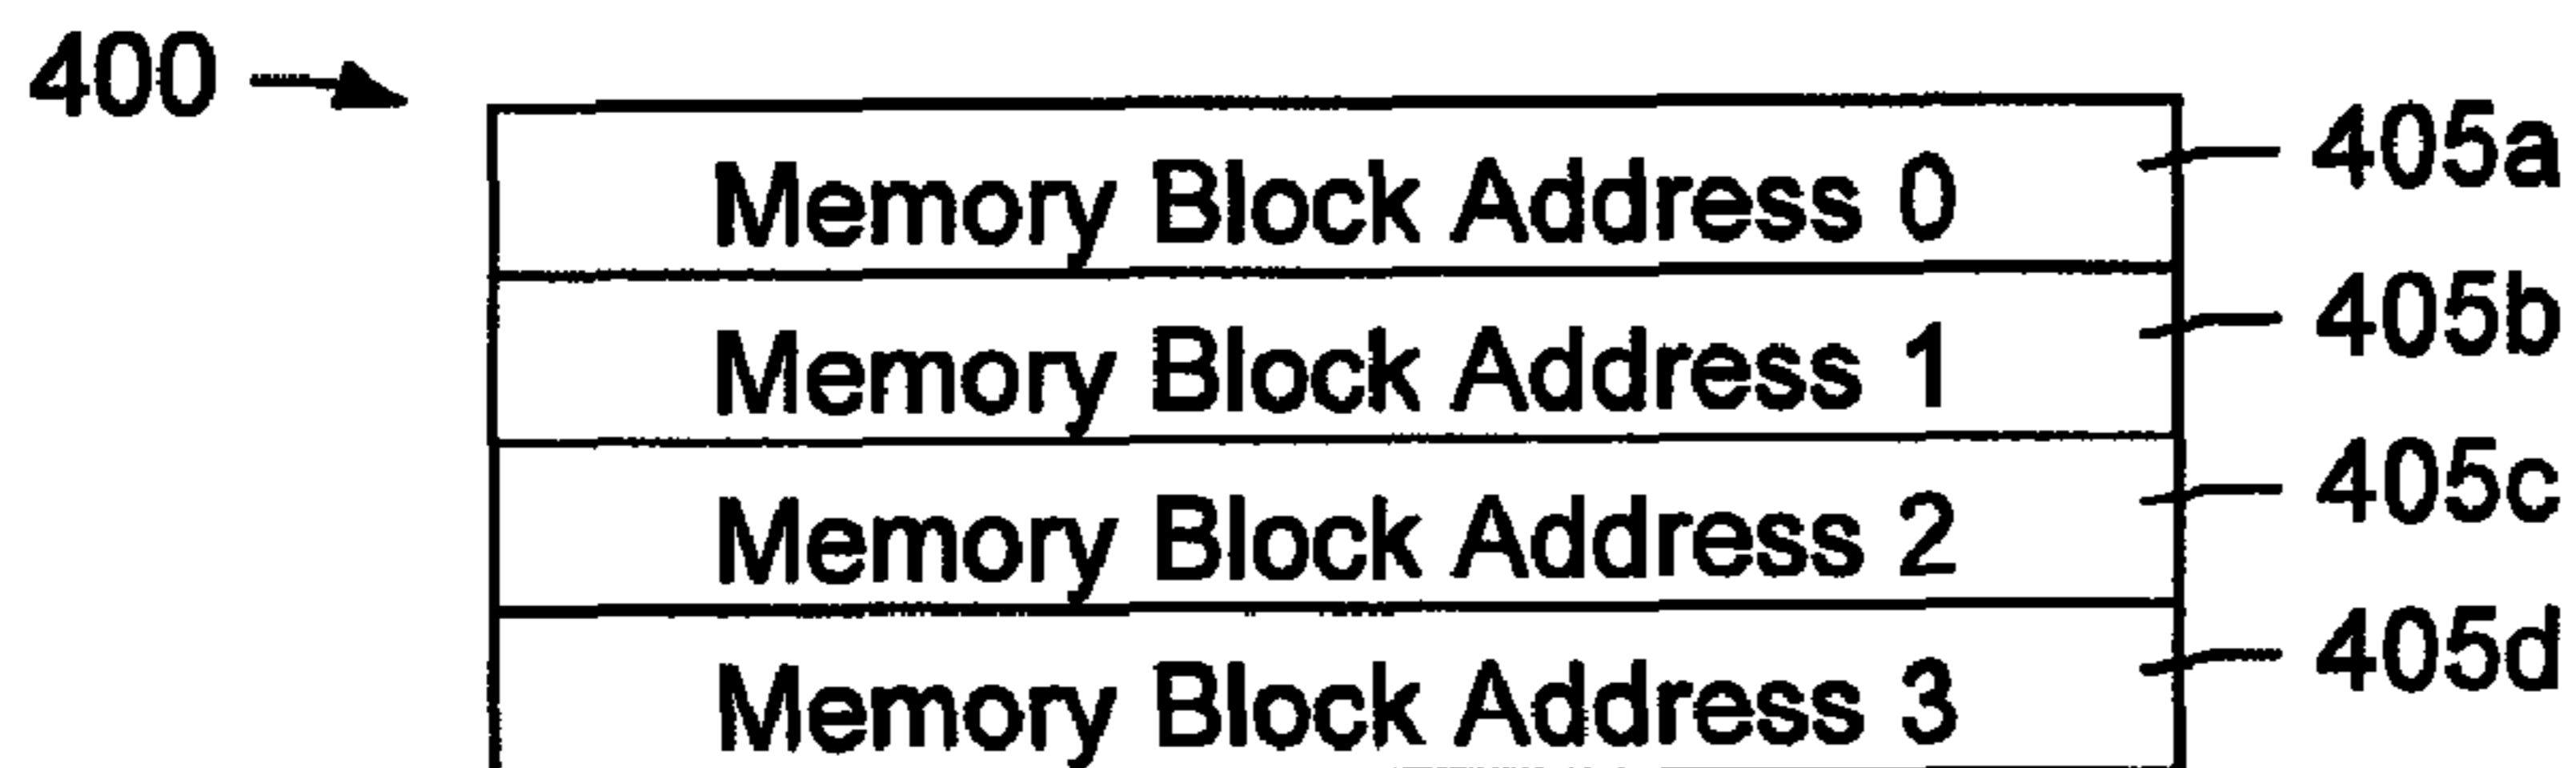 400
Memory Block Address 0 405a
Memory Block Address 1 405b
Memory Block Address 2 405c
Memory Block Address 3 405d